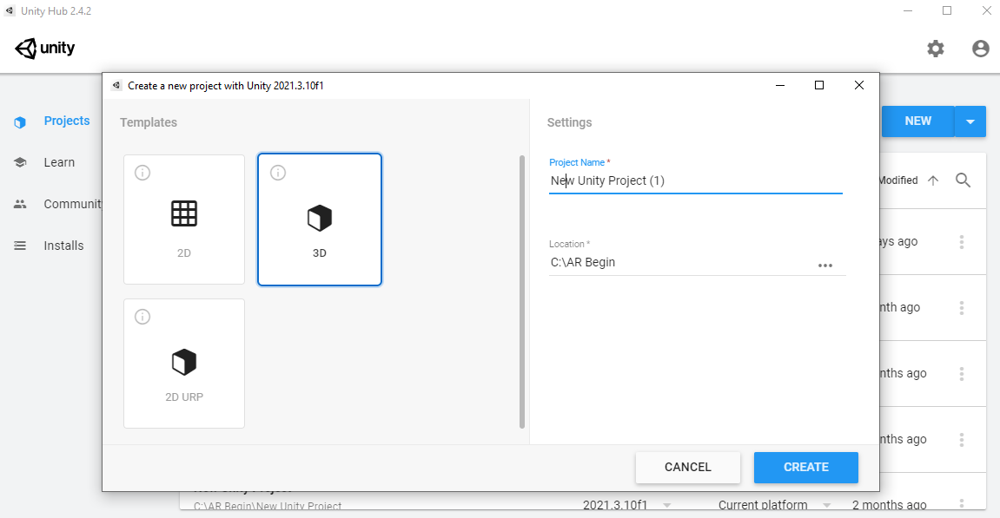 Unity Hub 2.4.2
unity
Create a new project with Unity 2021.3.10f1
Templates
Settings
Projects
Learn
Communit
Installs
2D
3D
2D URP
Project Name *
New Unity Project (1)
Location *
C:\AR Begin
•••
CANCEL
CREATE
NEW
Modified
ays ago
nth ago
nths ago
nths ago
New Unity Project
C:\AR Begin\New Unity Project
2021.3.10f1
Current platform
2 months ago